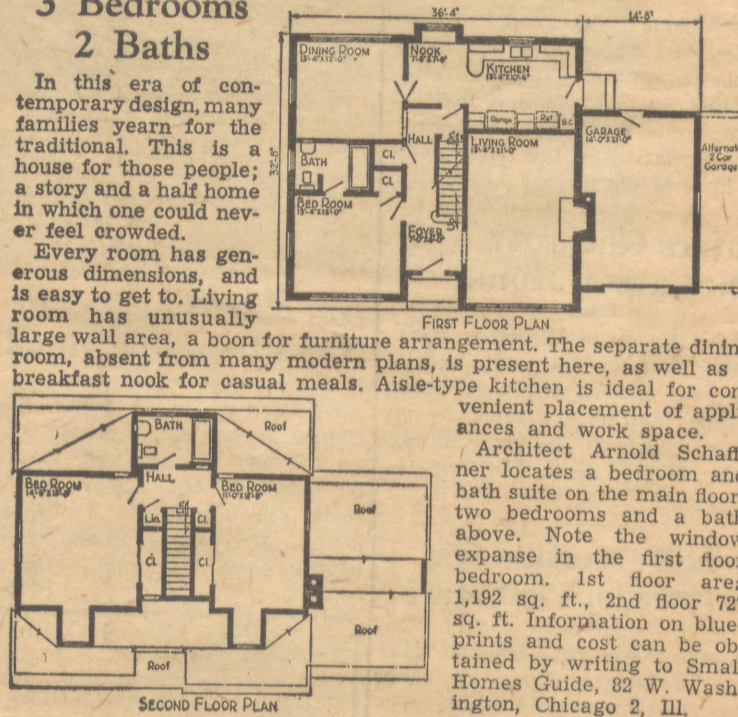 3 Bedrooms
2 Baths
In this era of con-
temporary design, many
families yearn for the
traditional. This is a
house for those people;
a story and a half home
in which one could nev-
er feel crowded.
Every room has gen-
erous dimensions, and
is easy to get to. Living
room has unusually
large wall area, a boon for furniture arrangement. The separate dinin
room, absent from many modern plans, is present here, as well as
breakfast nook for casual meals. Aisle-type kitchen is ideal for con
venient placement of appli
ances and work space.
Architect Arnold Schaff
ner locates a bedroom and
bath suite on the main floor
two bedrooms and a bath
above. Note the window
expanse in the first floor
bedroom. 1st floor area
1,192 sq. ft., 2nd floor 72
sq. ft. Information on blue
prints and cost can be ob
tained by writing to Smal
Homes Guide, 82 W. Wash
ington, Chicago 2, Ill.
36'-4"
14'-8"
32'-8"
DINING ROOM
NOOK
KITCHEN
Range
Ref.
B.C.
HALL
BATH
Cl.
Cl.
BED ROOM
FOYER
LIVING ROOM
GARAGE
14'-0"x21'-0"
Alternate
2 Car
Garage
FIRST FLOOR PLAN
BATH
Roof
HALL
BED ROOM
BED ROOM
Lin.
Cl.
Cl.
Cl.
Roof
Roof
Roof
SECOND FLOOR PLAN